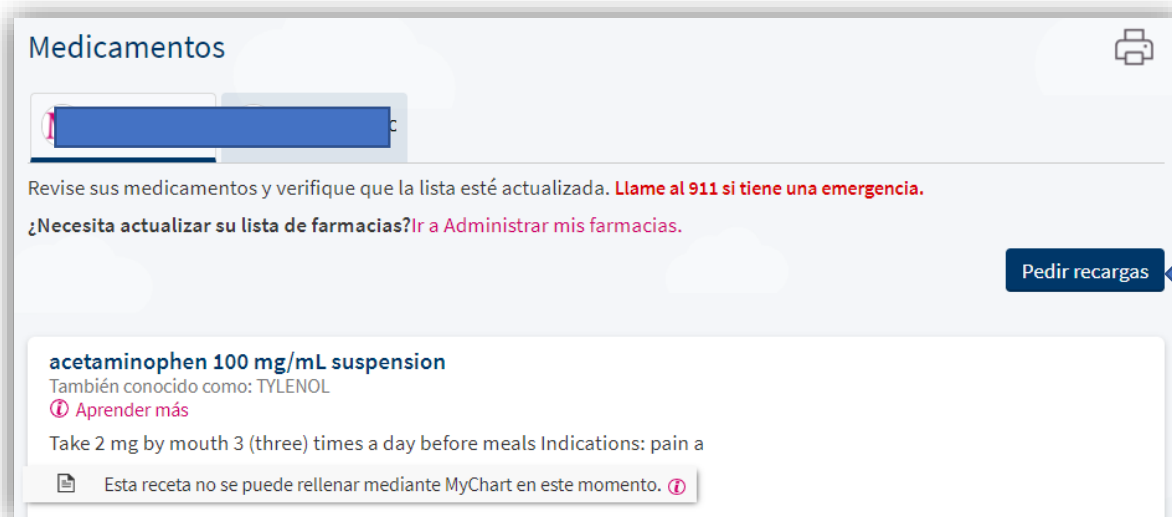 Medicamentos
Revise sus medicamentos y verifique que la lista esté actualizada. Llame al 911 si tiene una emergencia.
¿Necesita actualizar su lista de farmacias?Ir a Administrar mis farmacias.
Pedir recargas
acetaminophen 100 mg/mL suspension
También conocido como: TYLENOL
Aprender más
Take 2 mg by mouth 3 (three) times a day before meals Indications: pain a
Esta receta no se puede rellenar mediante MyChart en este momento.